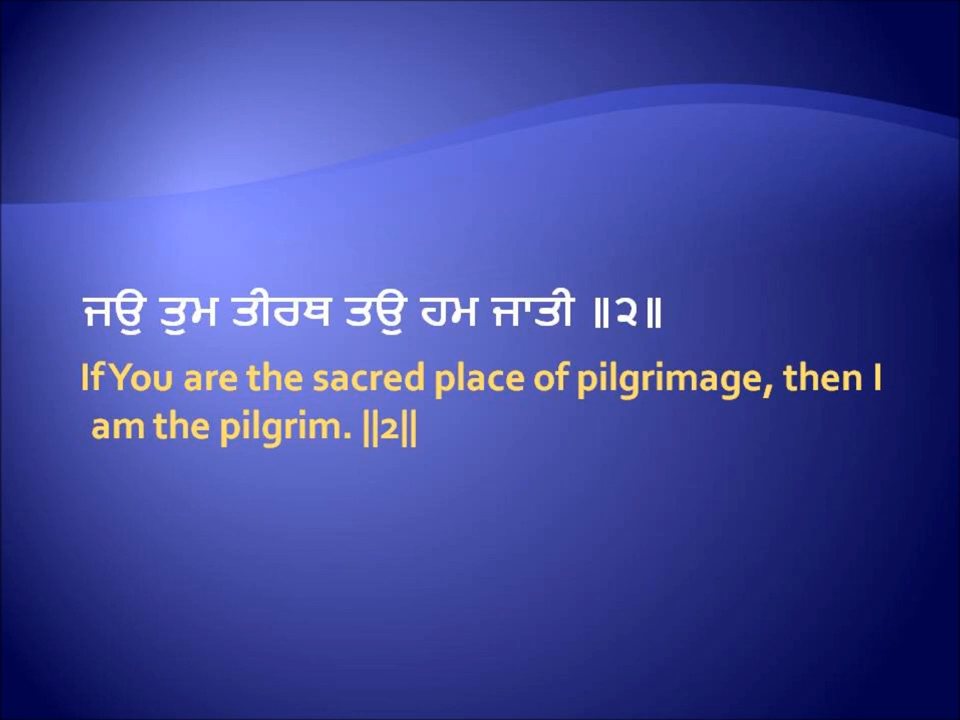 ਜਉ ਤੁਮ ਤੀਰਥ ਤਉ ਹਮ ਜਾਤੀ ॥੨॥
If You are the sacred place of pilgrimage, then I
am the pilgrim. ||2||